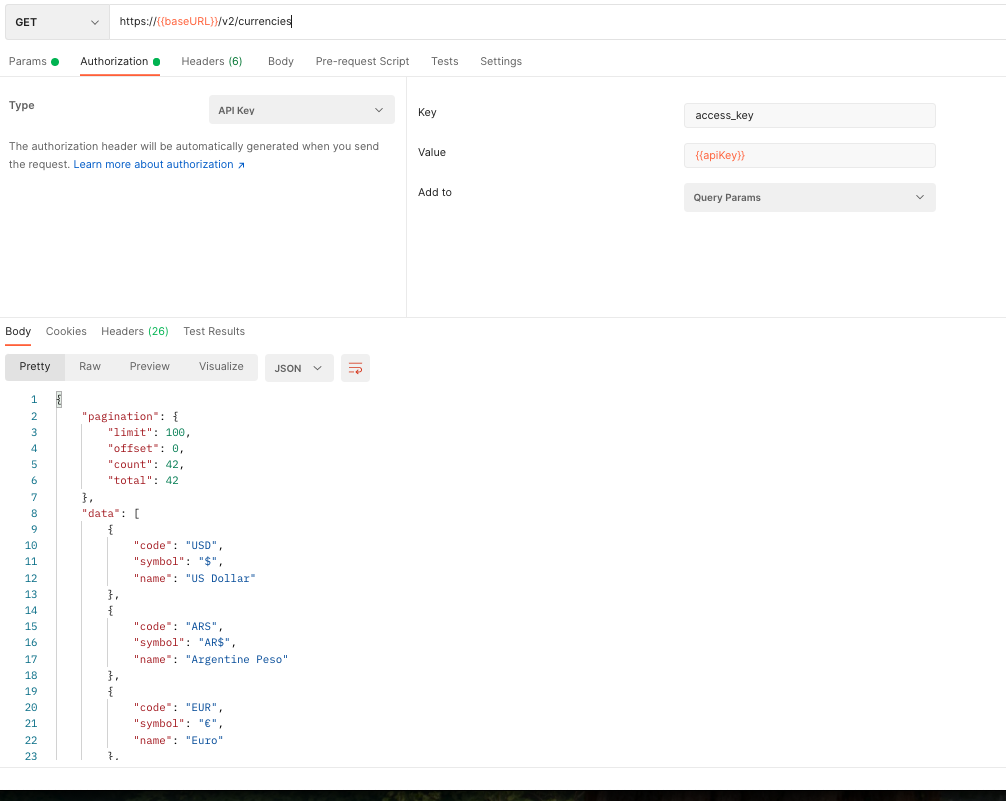 GET https://{{baseURL}}/v2/currencies
Params Authorization Headers (6) Body Pre-request Script Tests Settings
Type API Key
The authorization header will be automatically generated when you send
the request. Learn more about authorization ↗
Key access_key
Value {{apiKey}}
Add to Query Params
Body Cookies Headers (26) Test Results
Pretty Raw Preview Visualize JSON
1 {
2 "pagination": {
3 "limit": 100,
4 "offset": 0,
5 "count": 42,
6 "total": 42
7 },
8 "data": [
9 {
10 "code": "USD",
11 "symbol": "$",
12 "name": "US Dollar"
13 },
14 {
15 "code": "ARS",
16 "symbol": "AR$",
17 "name": "Argentine Peso"
18 },
19 {
20 "code": "EUR",
21 "symbol": "€",
22 "name": "Euro"
23 },